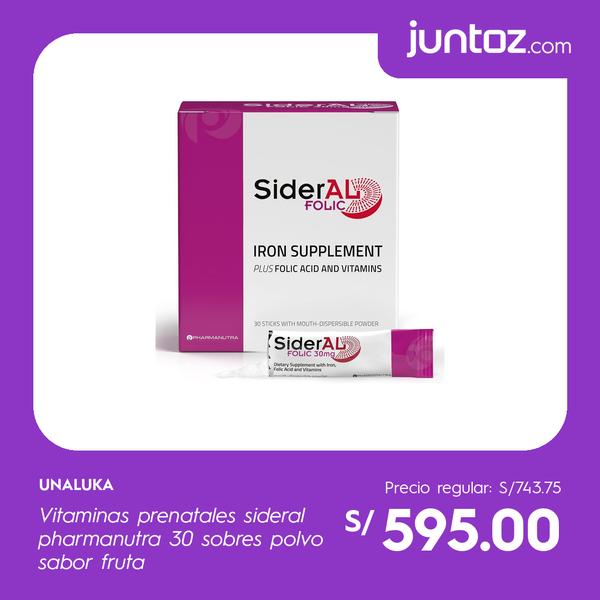 juntoz.com
SiderAL
SiderAL
FOLIC
IRON SUPPLEMENT
PLUS FOLIC ACID AND VITAMINS
30 STICKS WITH MOUTH-DISPERSIBLE POWDER
PHARMANUTRA
SiderAL
FOLIC 30mg
Dietary Supplement with Iron,
Folic Acid and Vitamins
UNALUKA
Vitaminas prenatales sideral
pharmanutra 30 sobres polvo
sabor fruta
Precio regular: S/743.75
S/ 595.00